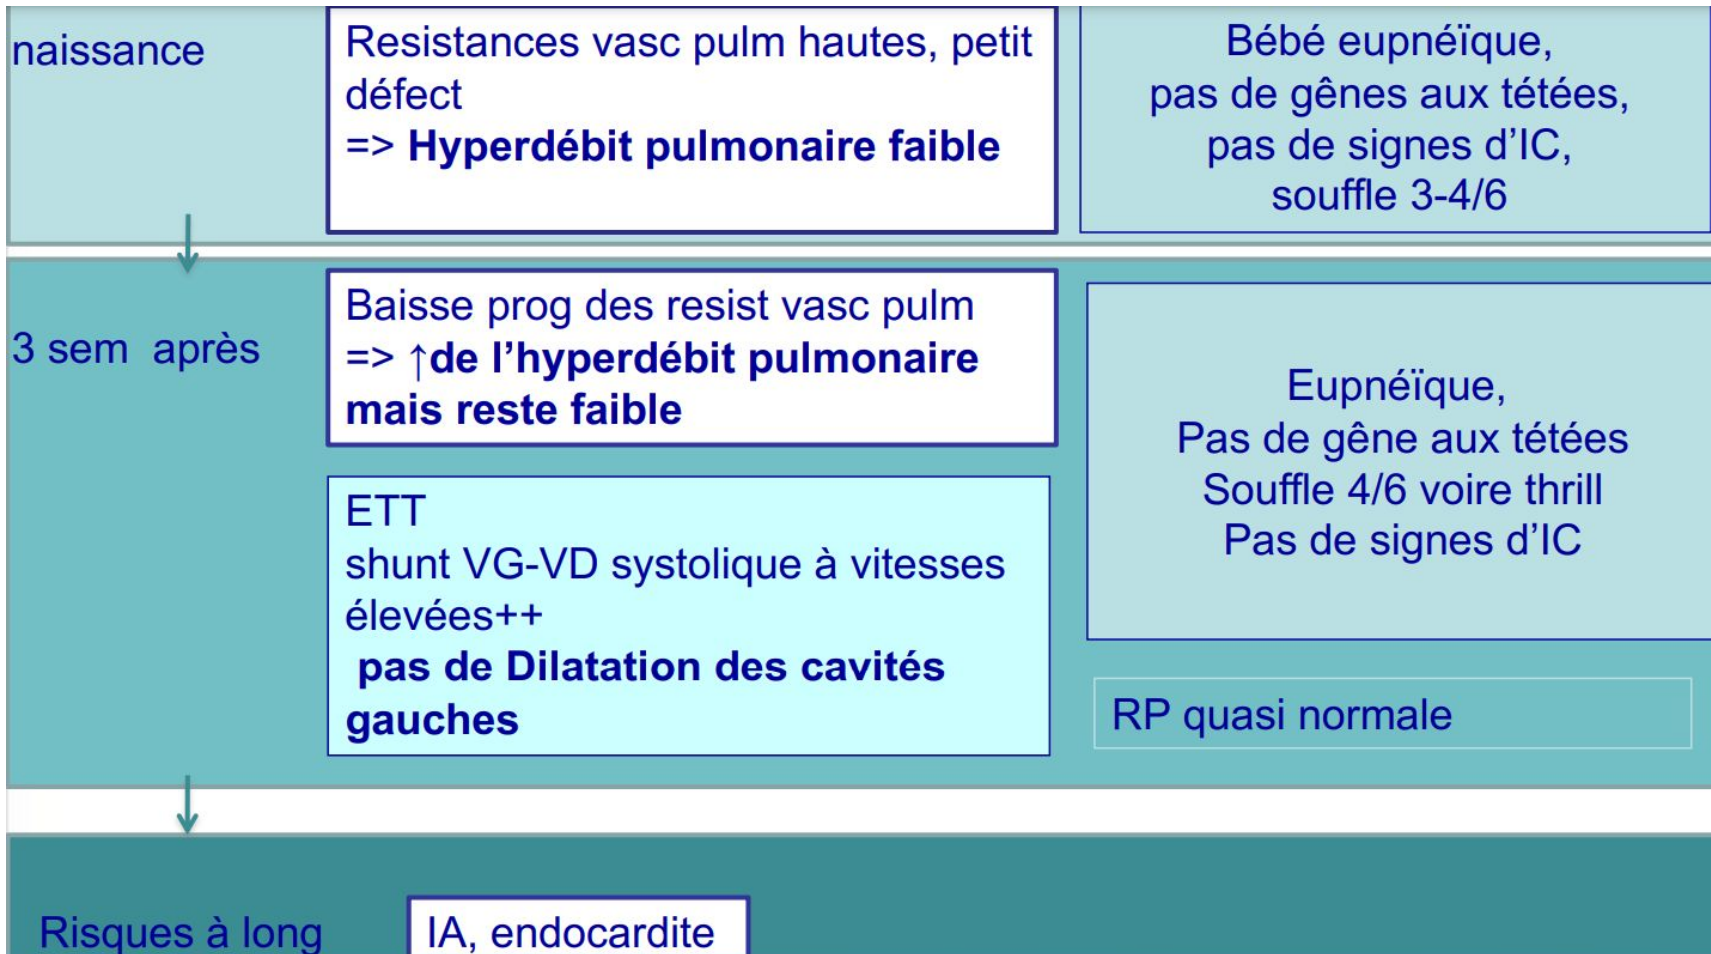 naissance
Resistances vasc pulm hautes, petit
défect
=> Hyperdébit pulmonaire faible
Bébé eupnéïque,
pas de gênes aux tétées,
pas de signes d’IC,
souffle 3-4/6
3 sem  après
Baisse prog des resist vasc pulm
=> ↑de l’hyperdébit pulmonaire
mais reste faible
ETT
shunt VG-VD systolique à vitesses
élevées++
pas de Dilatation des cavités
gauches
Eupnéïque,
Pas de gêne aux tétées
Souffle 4/6 voire thrill
Pas de signes d’IC
RP quasi normale
Risques à long
IA, endocardite